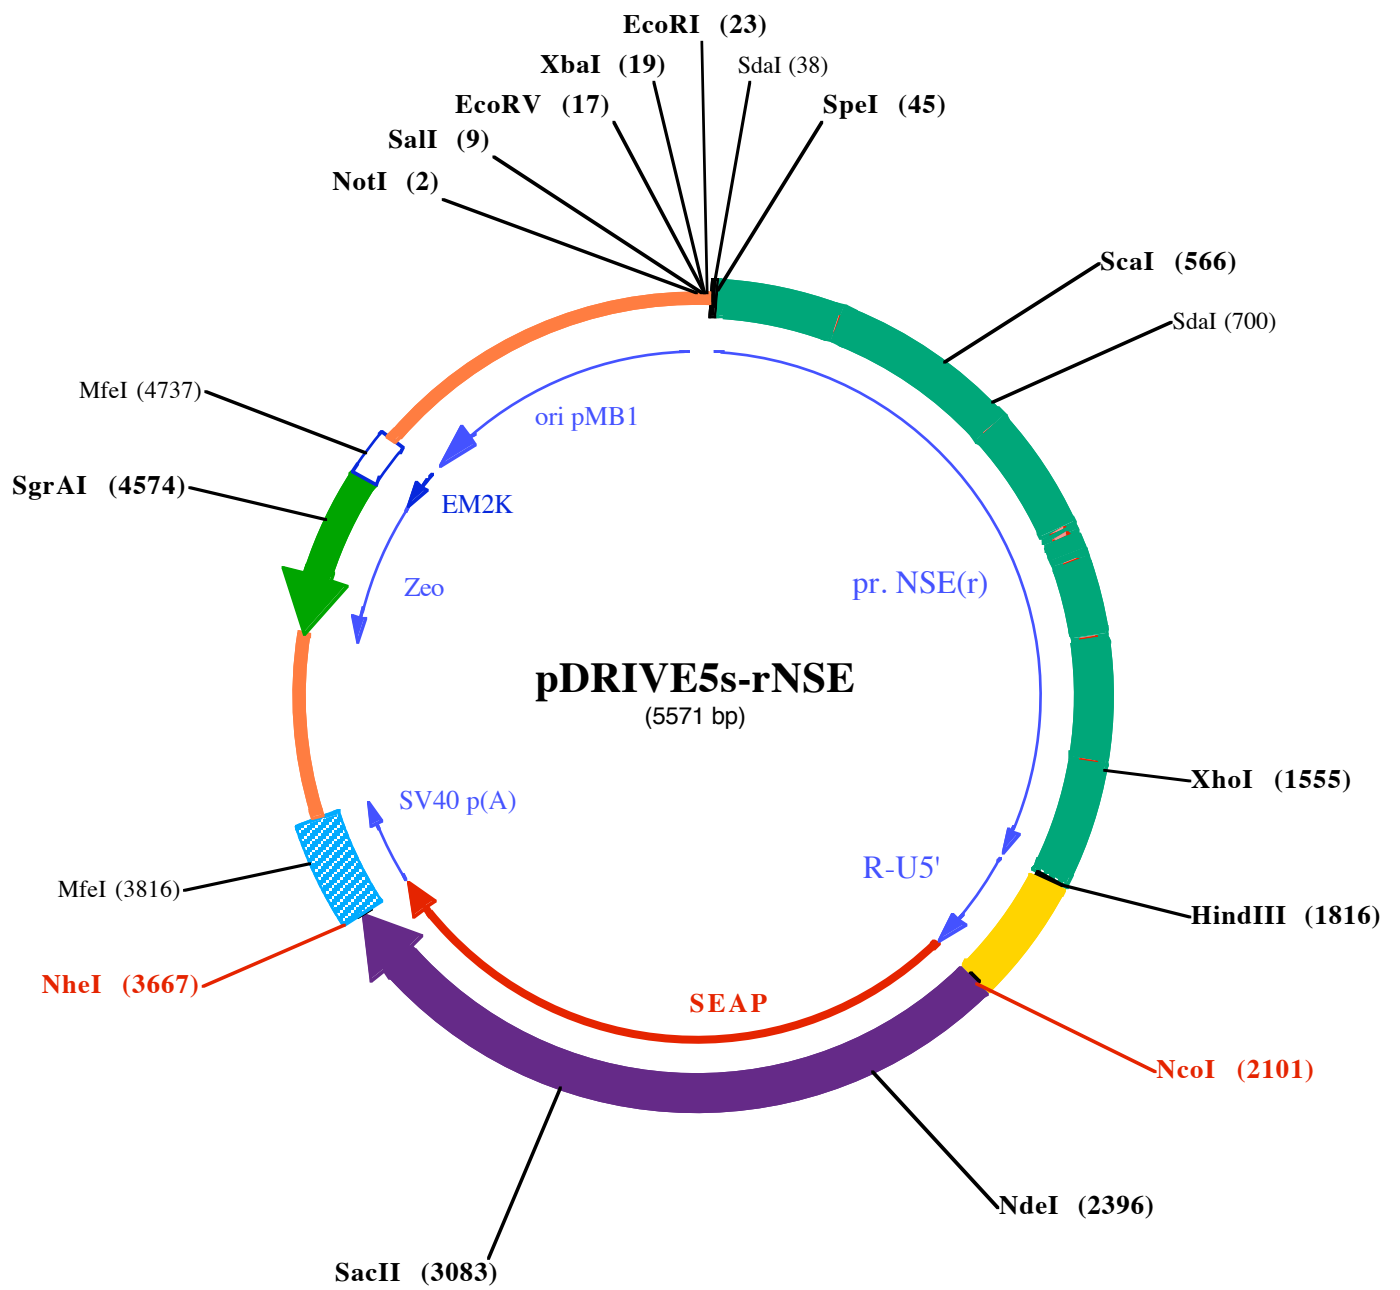 EcoRI (23)
XbaI (19)
SdaI (38)
EcoRV (17)
SpeI (45)
SalI (9)
NotI (2)
ScaI (566)
SdaI (700)
MfeI (4737)
ori pMB1
SgrAI (4574)
EM2K
Zeo
pr. NSE(r)
pDRIVE5s-rNSE
(5571 bp)
XhoI (1555)
SV40 p(A)
R-U5'
MfeI (3816)
HindIII (1816)
NheI (3667)
SEAP
NcoI (2101)
NdeI (2396)
SacII (3083)